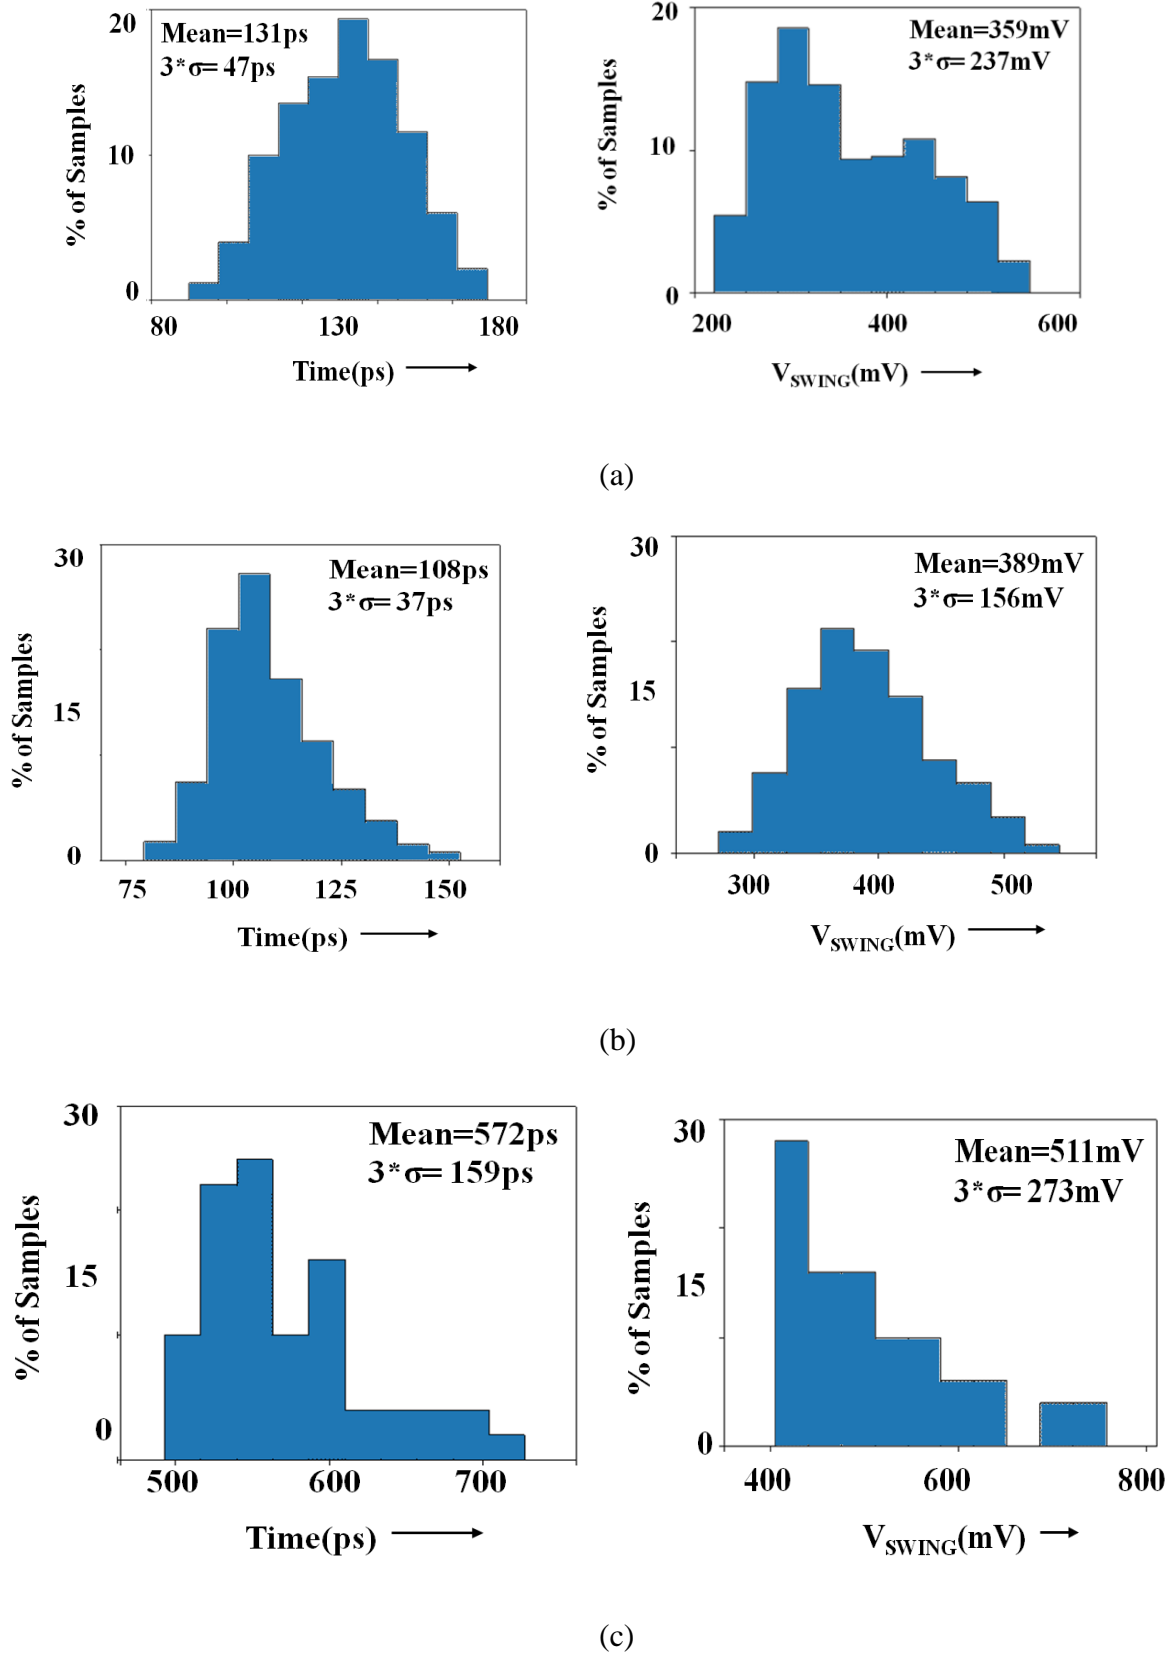 20
Mean=131ps
3*σ= 47ps
% of Samples
10
0
80 130 180
Time(ps)
20
Mean=359mV
3*σ= 237mV
% of Samples
10
0
200 400 600
VSWING(mV)
(a)
30
Mean=108ps
3*σ= 37ps
% of Samples
15
0
75 100 125 150
Time(ps)
30
Mean=389mV
3*σ= 156mV
% of Samples
15
0
300 400 500
VSWING(mV)
(b)
30
Mean=572ps
3*σ= 159ps
% of Samples
15
0
500 600 700
Time(ps)
30
Mean=511mV
3*σ= 273mV
% of Samples
15
0
400 600 800
VSWING(mV)
(c)